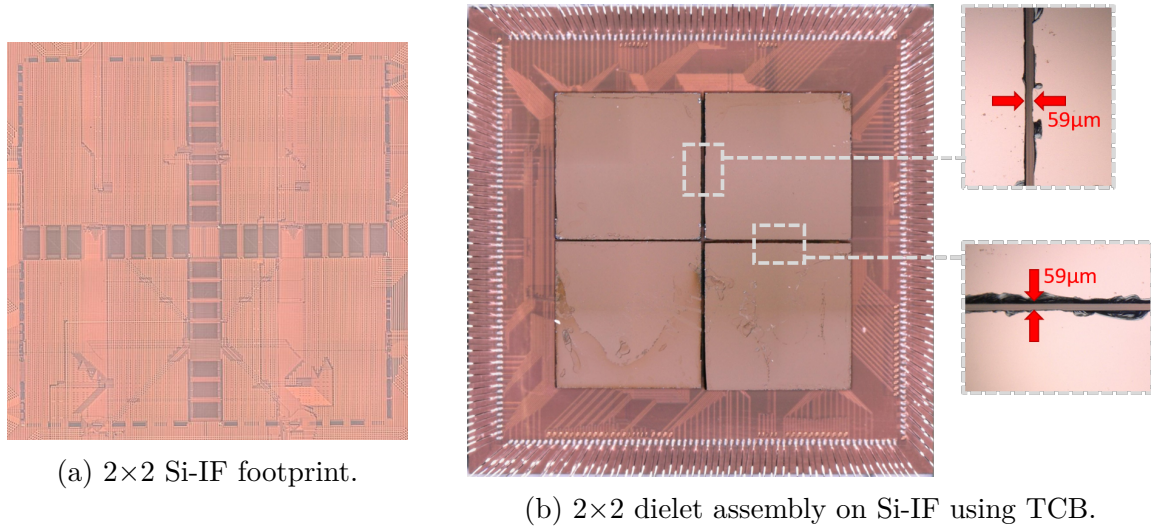 59μm
59μm
(a) 2×2 Si-IF footprint.
(b) 2×2 dielet assembly on Si-IF using TCB.